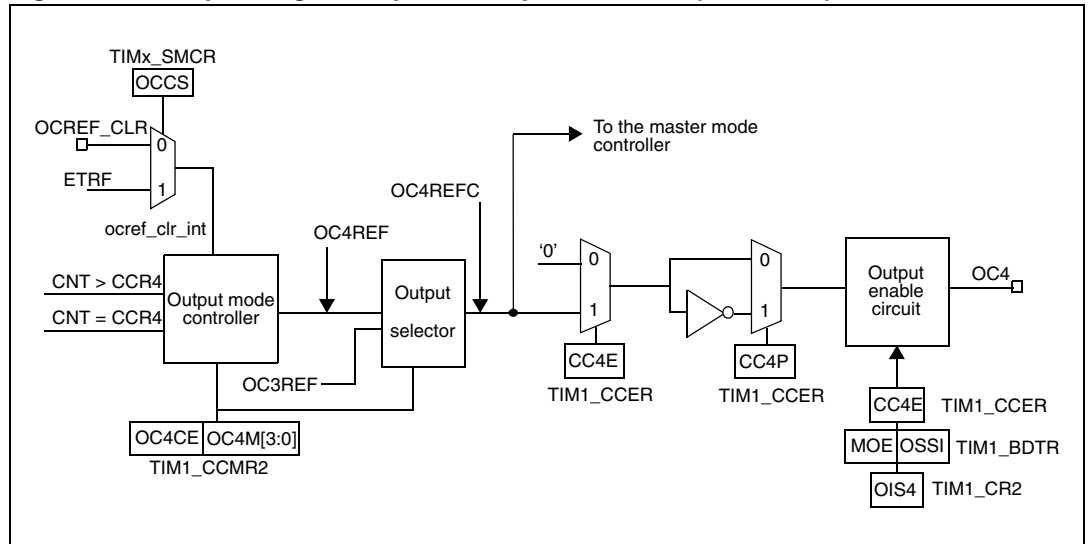 TIMx_SMCR
OCCS
OCREF_CLR
0
ETRF
1
ocref_clr_int
To the master mode
controller
OC4REFC
OC4REF
'0'
0
1
0
1
CNT > CCR4
CNT = CCR4
Output mode
controller
Output
selector
Output
enable
circuit
OC4
OC3REF
CC4E
TIM1_CCER
CC4P
TIM1_CCER
CC4E
TIM1_CCER
OC4CE
OC4M[3:0]
TIM1_CCMR2
MOE
OSSI
TIM1_BDTR
OIS4
TIM1_CR2